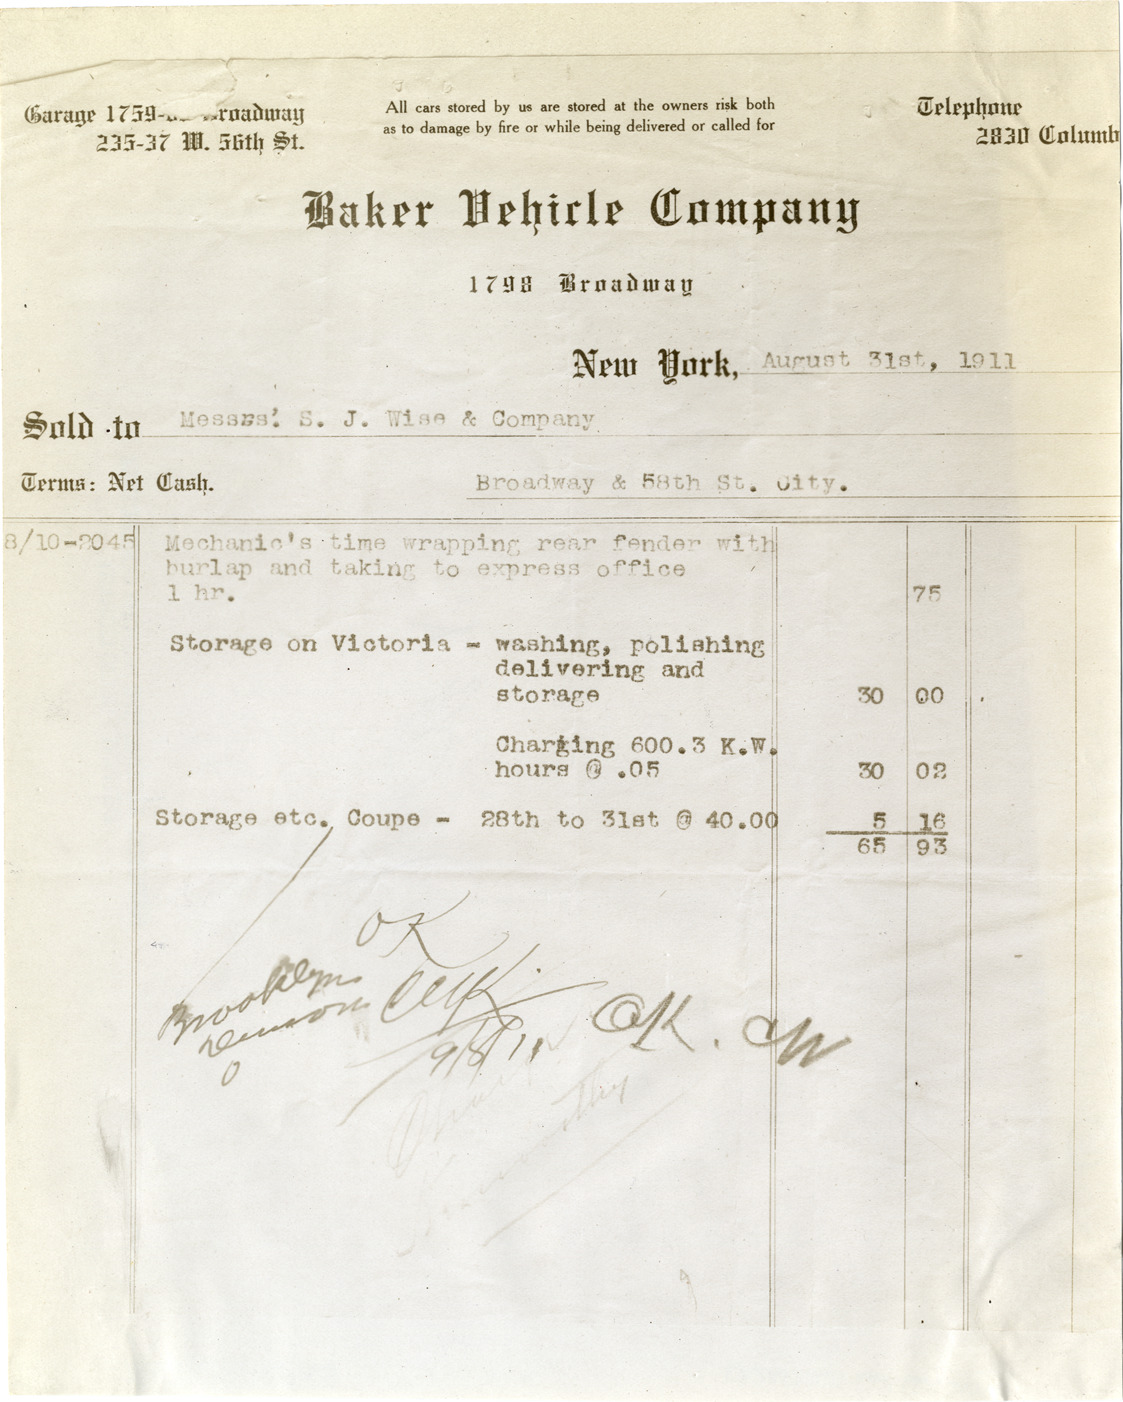 Garage 1759- Broadway
235-37 W. 56th St.
All cars stored by us are stored at the owners risk both
as to damage by fire or while being delivered or called for
Telephone
2830 Columb
Baker Vehicle Company
1798 Broadway
New York, August 31st, 1911
Sold to Messrs'. S. J. Wise & Company
Terms: Net Cash. Broadway & 58th St. City.
8/10-2045 Mechanic's time wrapping rear fender with
burlap and taking to express office
1 hr. 75
Storage on Victoria - washing, polishing
delivering and
storage 30 00
Charging 600.3 K.W.
hours @ .05 30 02
Storage etc. Coupe - 28th to 31st @ 40.00 5 16
65 93
OK
Brooklyn
9/8/11
OK.